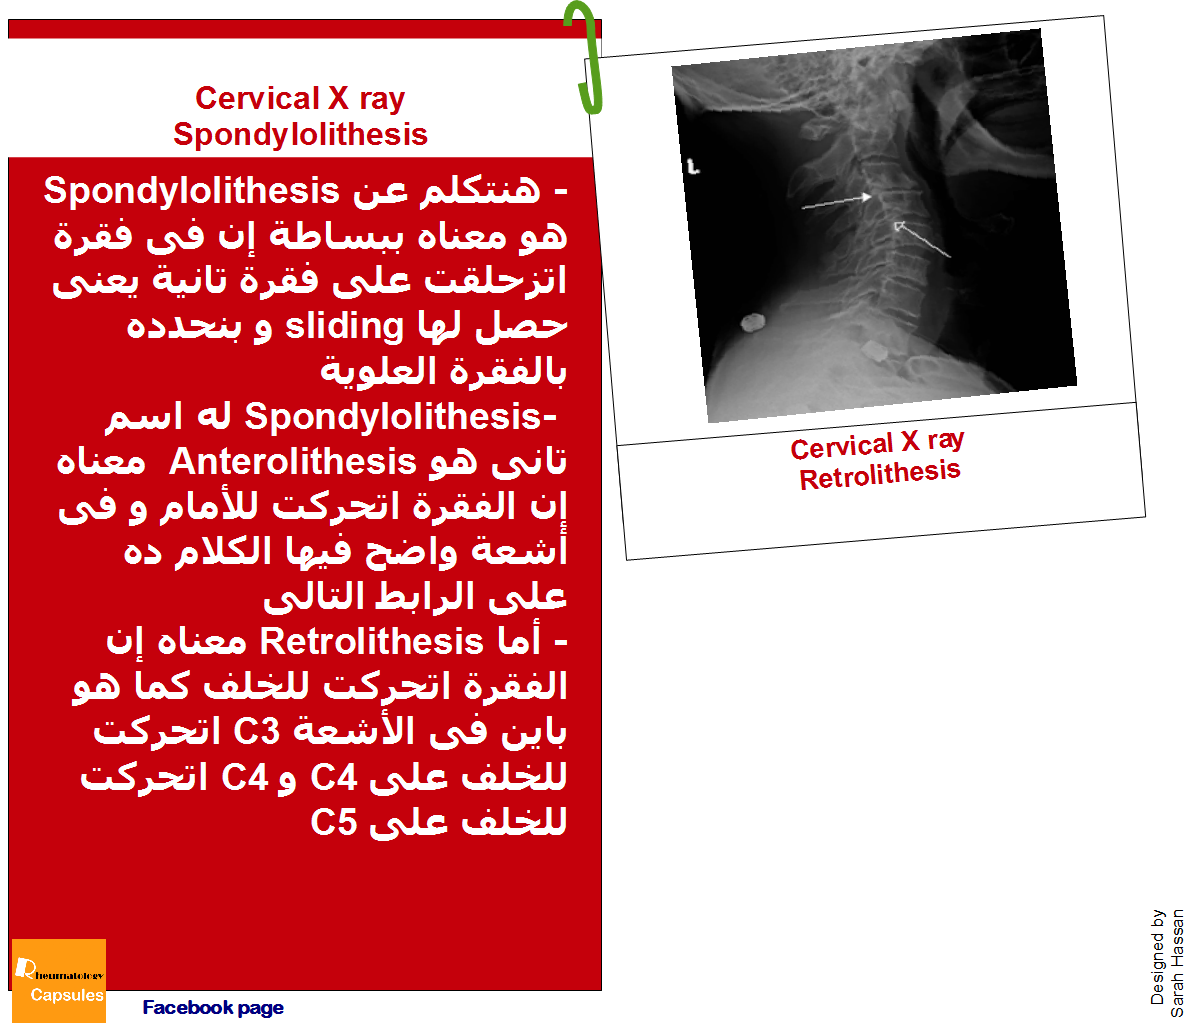 Cervical X ray
Spondylolithesis
- هنتكلم عن Spondylolithesis
هو معناه ببساطة إن فى فقرة
اتزحلقت على فقرة تانية يعنى
حصل لها sliding و بنحدده
بالفقرة العلوية
-Spondylolithesis له اسم
تانى هو Anterolithesis معناه
إن الفقرة اتحركت للأمام و فى
أشعة واضح فيها الكلام ده
على الرابط التالى
- أما Retrolithesis معناه إن
الفقرة اتحركت للخلف كما هو
باين فى الأشعة C3 اتحركت
للخلف على C4 و C4 اتحركت
للخلف على C5
L
Cervical X ray
Retrolithesis
Rheumatology
Capsules
Facebook page
Designed by
Sarah Hassan